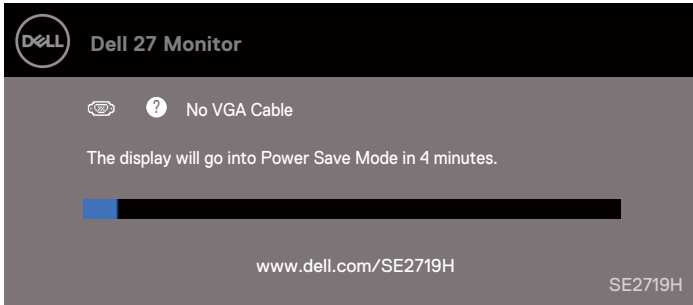 DELL
Dell 27 Monitor
? No VGA Cable
The display will go into Power Save Mode in 4 minutes.
www.dell.com/SE2719H
SE2719H